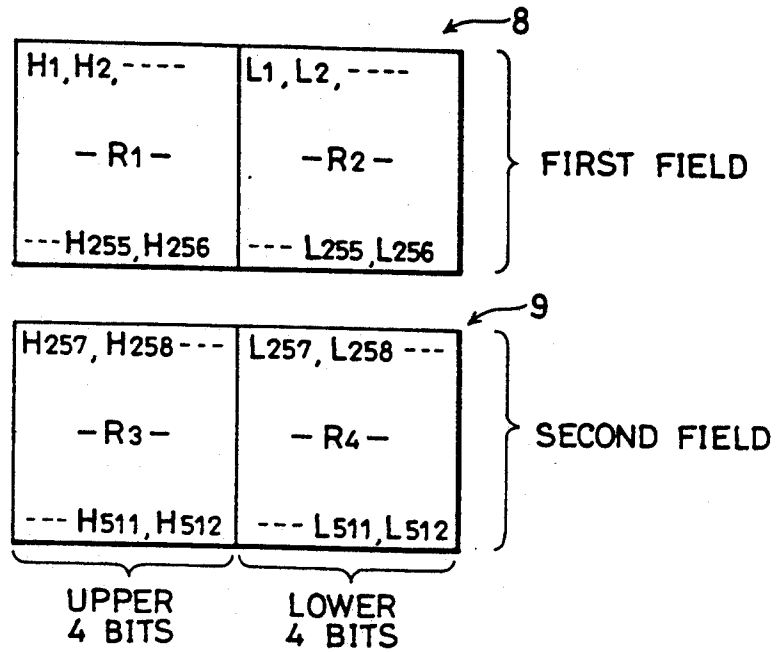 8
H1, H2, ---- L1, L2, ----
-R1- -R2- FIRST FIELD
---H255, H256 --- L255, L256
9
H257, H258--- L257, L258 ---
-R3- -R4- SECOND FIELD
--- H511, H512 --- L511, L512
UPPER LOWER
4 BITS 4 BITS